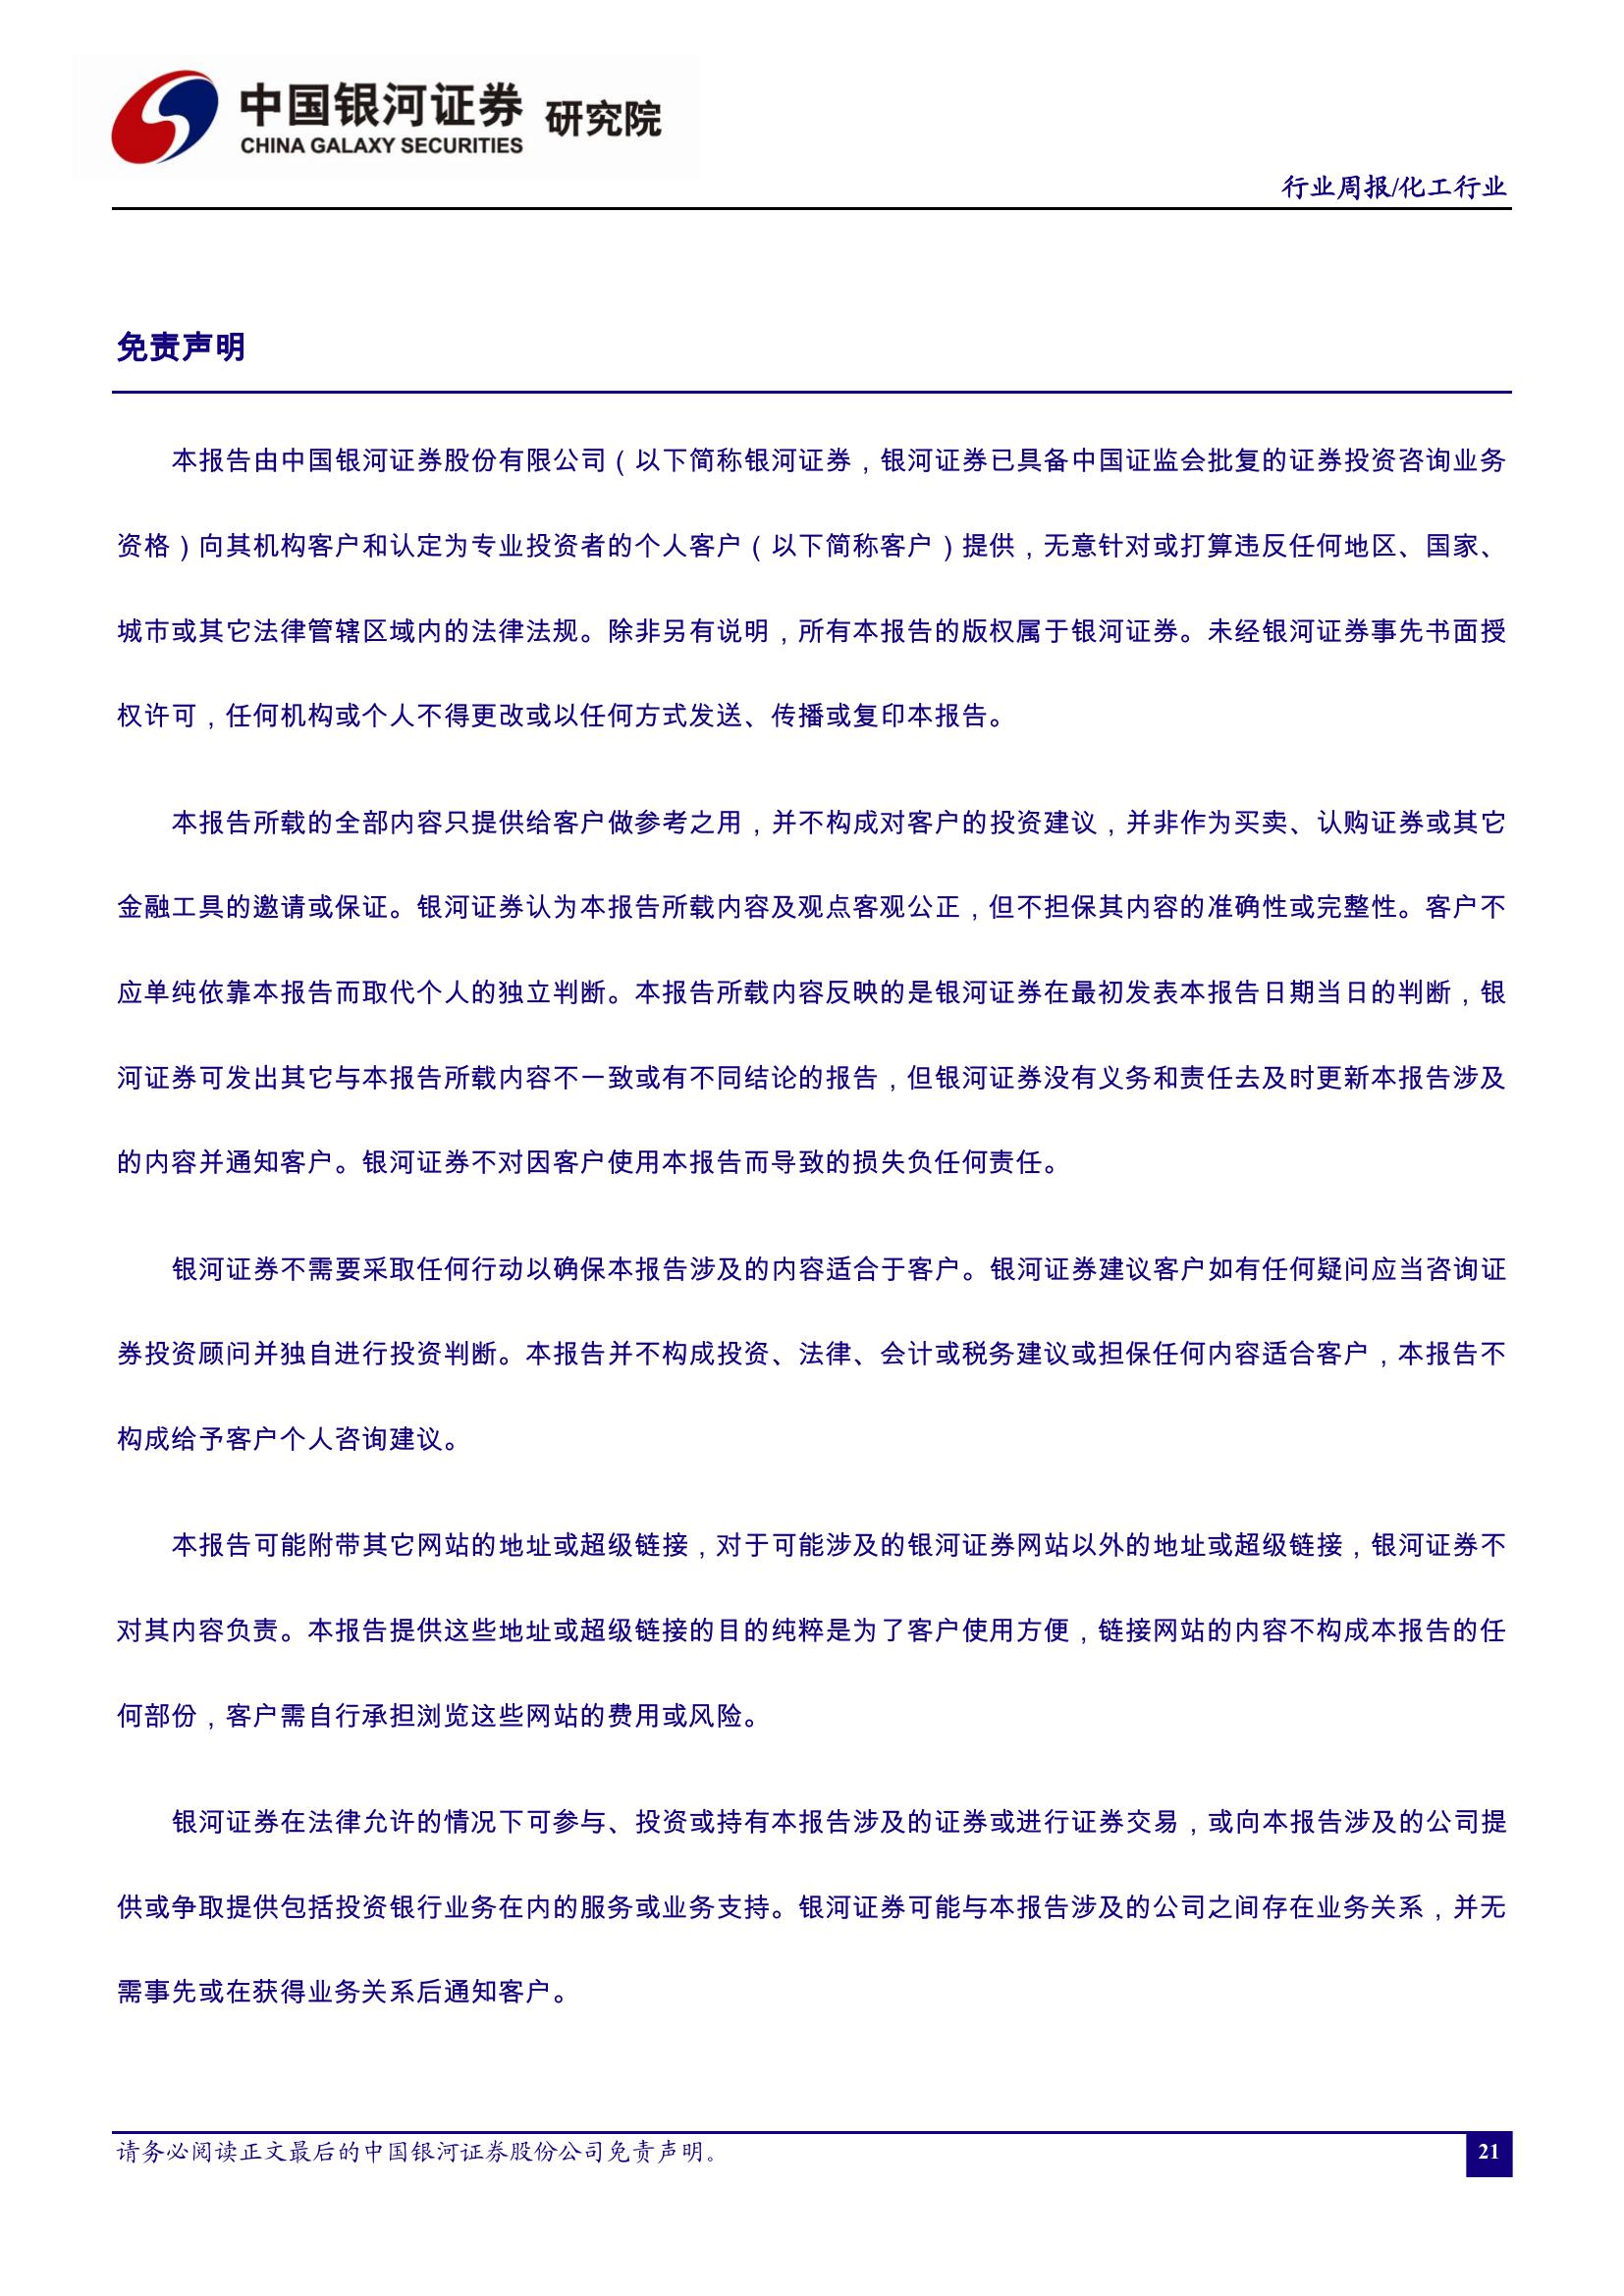 中国银河证券 研究院
CHINA GALAXY SECURITIES
行业周报/化工行业
免责声明
本报告由中国银河证券股份有限公司（以下简称银河证券，银河证券已具备中国证监会批复的证券投资咨询业务
资格）向其机构客户和认定为专业投资者的个人客户（以下简称客户）提供，无意针对或打算违反任何地区、国家、
城市或其它法律管辖区域内的法律法规。除非另有说明，所有本报告的版权属于银河证券。未经银河证券事先书面授
权许可，任何机构或个人不得更改或以任何方式发送、传播或复印本报告。
本报告所载的全部内容只提供给客户做参考之用，并不构成对客户的投资建议，并非作为买卖、认购证券或其它
金融工具的邀请或保证。银河证券认为本报告所载内容及观点客观公正，但不担保其内容的准确性或完整性。客户不
应单纯依靠本报告而取代个人的独立判断。本报告所载内容反映的是银河证券在最初发表本报告日期当日的判断，银
河证券可发出其它与本报告所载内容不一致或有不同结论的报告，但银河证券没有义务和责任去及时更新本报告涉及
的内容并通知客户。银河证券不对因客户使用本报告而导致的损失负任何责任。
银河证券不需要采取任何行动以确保本报告涉及的内容适合于客户。银河证券建议客户如有任何疑问应当咨询证
券投资顾问并独自进行投资判断。本报告并不构成投资、法律、会计或税务建议或担保任何内容适合客户，本报告不
构成给予客户个人咨询建议。
本报告可能附带其它网站的地址或超级链接，对于可能涉及的银河证券网站以外的地址或超级链接，银河证券不
对其内容负责。本报告提供这些地址或超级链接的目的纯粹是为了客户使用方便，链接网站的内容不构成本报告的任
何部份，客户需自行承担浏览这些网站的费用或风险。
银河证券在法律允许的情况下可参与、投资或持有本报告涉及的证券或进行证券交易，或向本报告涉及的公司提
供或争取提供包括投资银行业务在内的服务或业务支持。银河证券可能与本报告涉及的公司之间存在业务关系，并无
需事先或在获得业务关系后通知客户。
请务必阅读正文最后的中国银河证券股份公司免责声明。
21